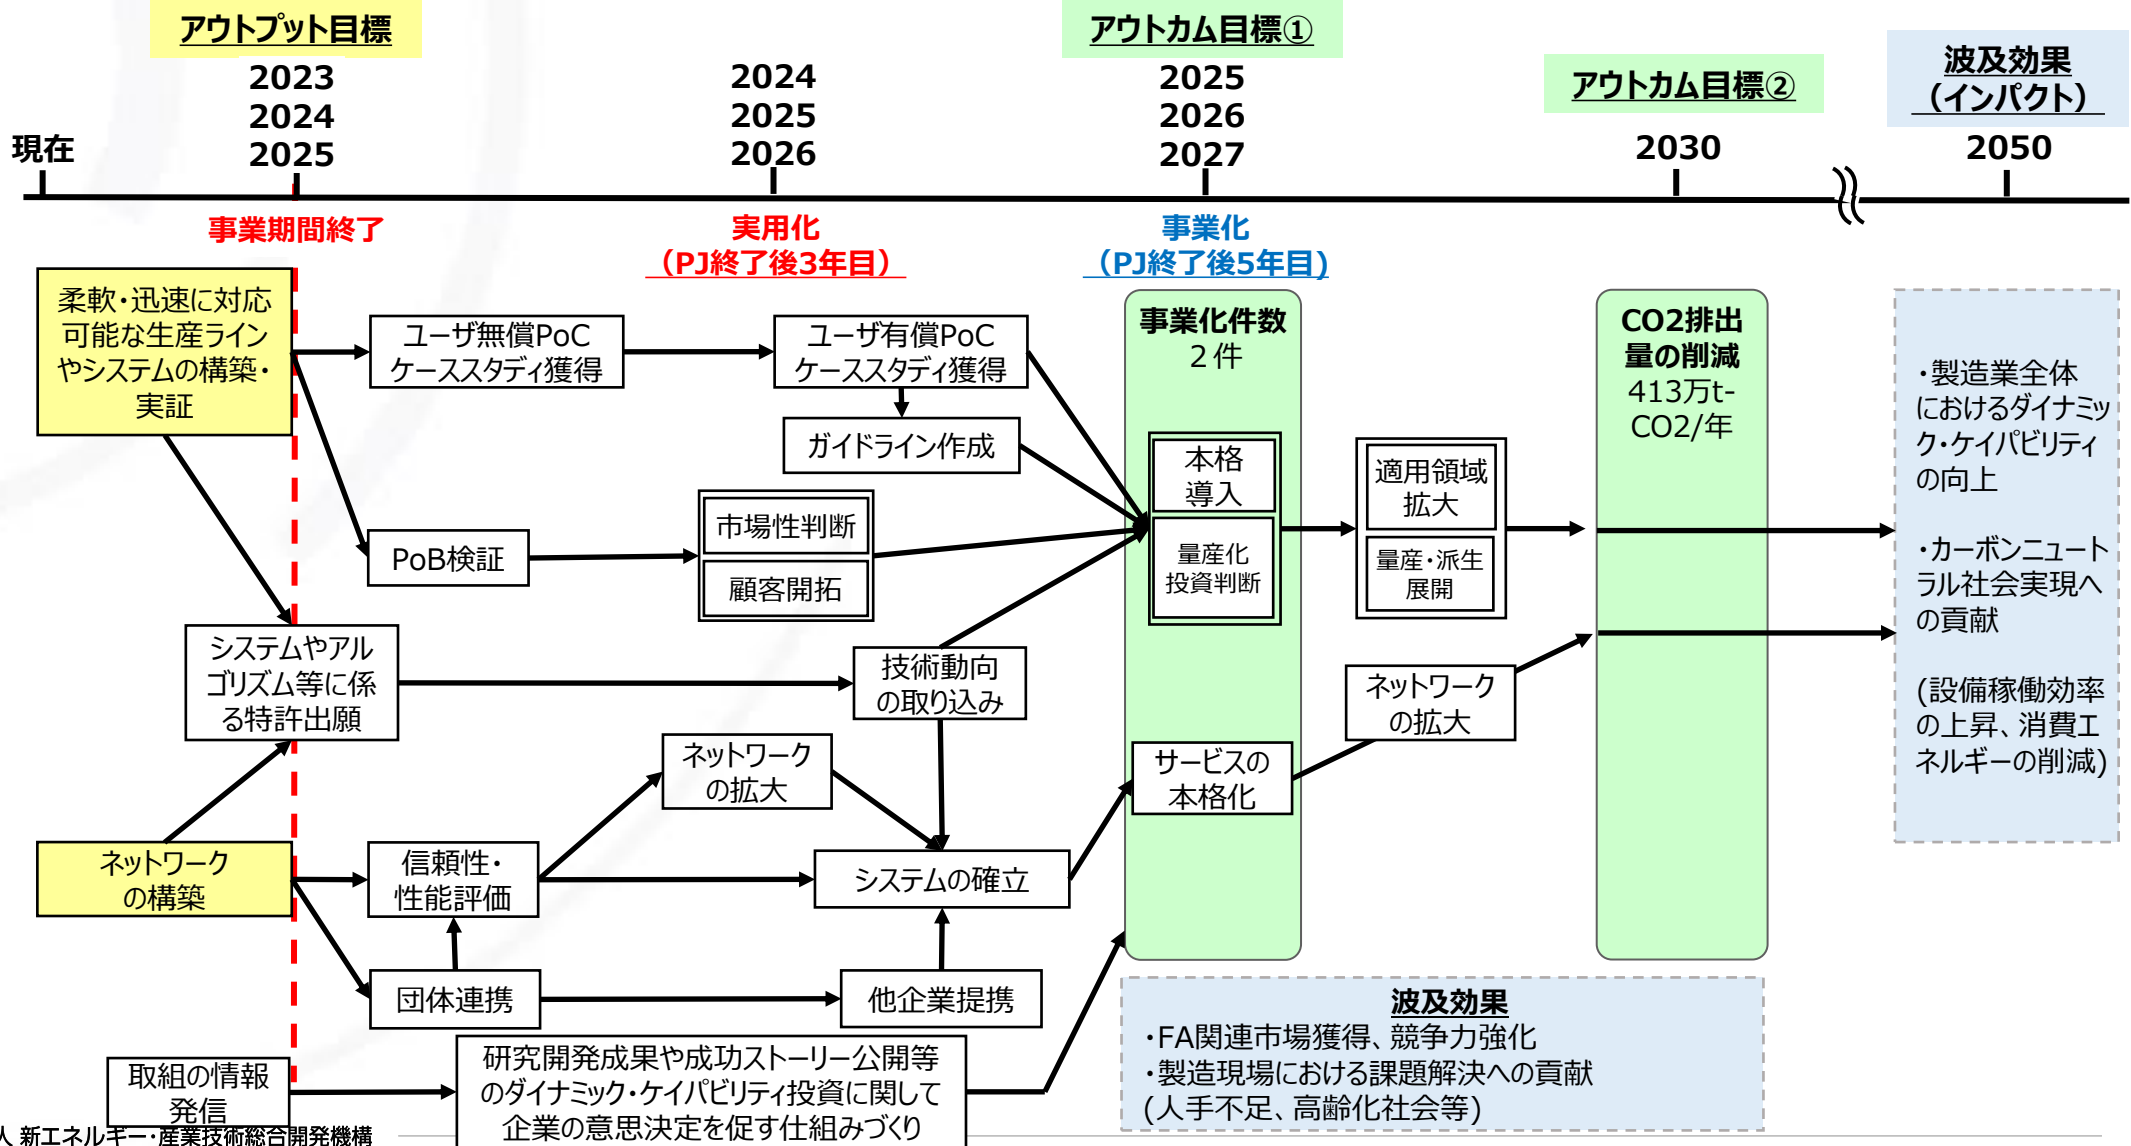 アウトプット目標
アウトカム目標①
アウトカム目標②
波及効果
（インパクト）
現在
2023
2024
2025
2024
2025
2026
2025
2026
2027
2030
2050
事業期間終了
実用化
（PJ終了後3年目）
事業化
（PJ終了後5年目)
柔軟・迅速に対応
可能な生産ライン
やシステムの構築・
実証
ユーザ無償PoC
ケーススタディ獲得
ユーザ有償PoC
ケーススタディ獲得
ガイドライン作成
PoB検証
市場性判断
顧客開拓
システムやアル
ゴリズム等に係
る特許出願
技術動向
の取り込み
ネットワーク
の拡大
ネットワーク
の構築
信頼性・
性能評価
システムの確立
団体連携
他企業提携
取組の情報
発信
研究開発成果や成功ストーリー公開等
のダイナミック・ケイパビリティ投資に関して
企業の意思決定を促す仕組みづくり
事業化件数
２件
本格
導入
量産化
投資判断
サービスの
本格化
適用領域
拡大
量産・派生
展開
ネットワーク
の拡大
CO2排出
量の削減
413万t-
CO2/年
・製造業全体
におけるダイナミッ
ク・ケイパビリティ
の向上
・カーボンニュート
ラル社会実現へ
の貢献
(設備稼働効率
の上昇、消費エ
ネルギーの削減)
波及効果
・FA関連市場獲得、競争力強化
・製造現場における課題解決への貢献
(人手不足、高齢化社会等)
人 新エネルギー・産業技術総合開発機構